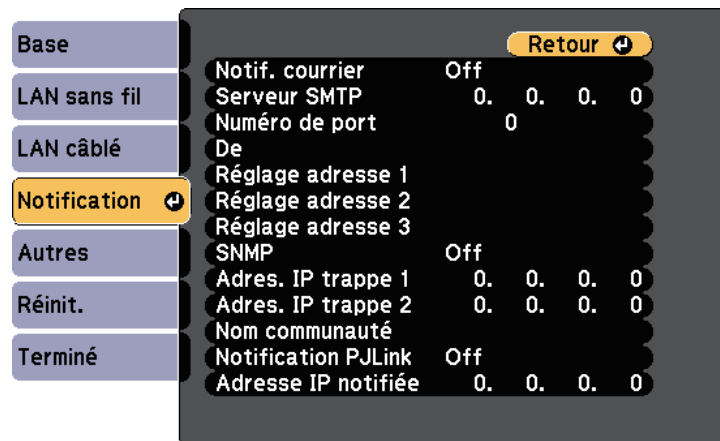 Base
LAN sans fil
LAN câblé
Notification
Autres
Réinit.
Terminé
Retour
Notif. courrier Off
Serveur SMTP 0. 0. 0. 0
Numéro de port 0
De
Réglage adresse 1
Réglage adresse 2
Réglage adresse 3
SNMP Off
Adres. IP trappe 1 0. 0. 0. 0
Adres. IP trappe 2 0. 0. 0. 0
Nom communauté
Notification PJLink Off
Adresse IP notifiée 0. 0. 0. 0